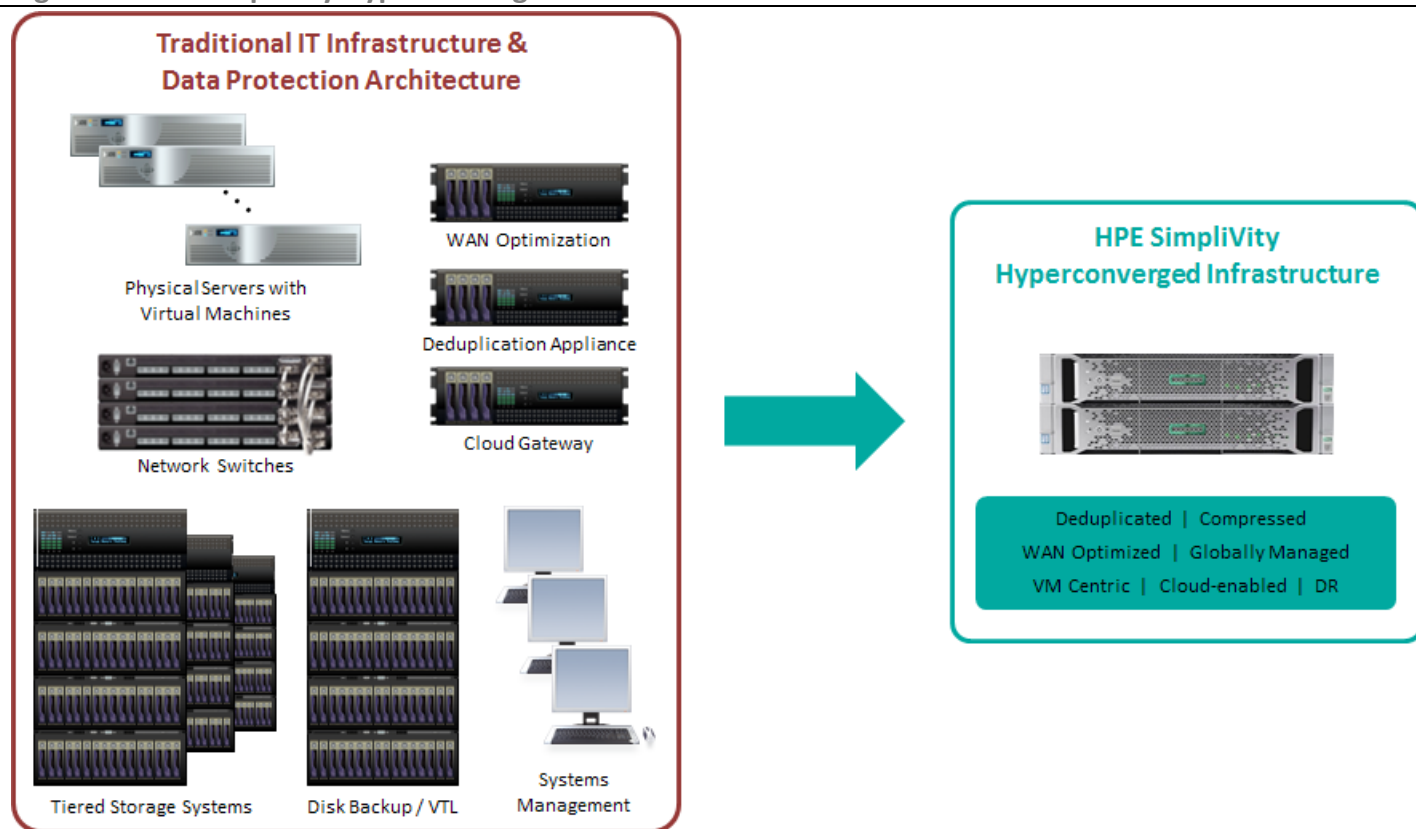 Traditional IT Infrastructure &
Data Protection Architecture
Physical Servers with
Virtual Machines
WAN Optimization
Deduplication Appliance
Cloud Gateway
Network Switches
Tiered Storage Systems
Disk Backup / VTL
Systems
Management
HPE SimpliVity
Hyperconverged Infrastructure
Deduplicated | Compressed
WAN Optimized | Globally Managed
VM Centric | Cloud-enabled | DR